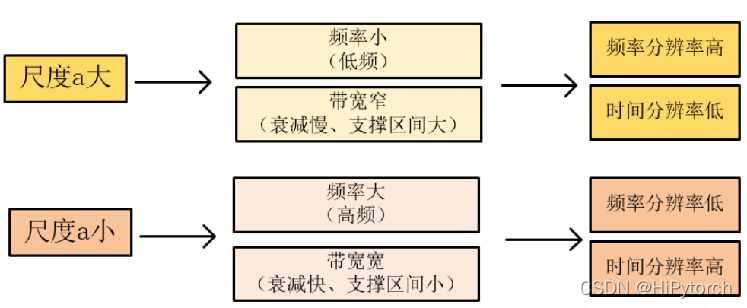 尺度a大
频率小
（低频）
带宽窄
（衰减慢、支撑区间大）
频率分辨率高
时间分辨率低
尺度a小
频率大
（高频）
带宽宽
（衰减快、支撑区间小）
频率分辨率低
时间分辨率高
CSDN @HiPytorch